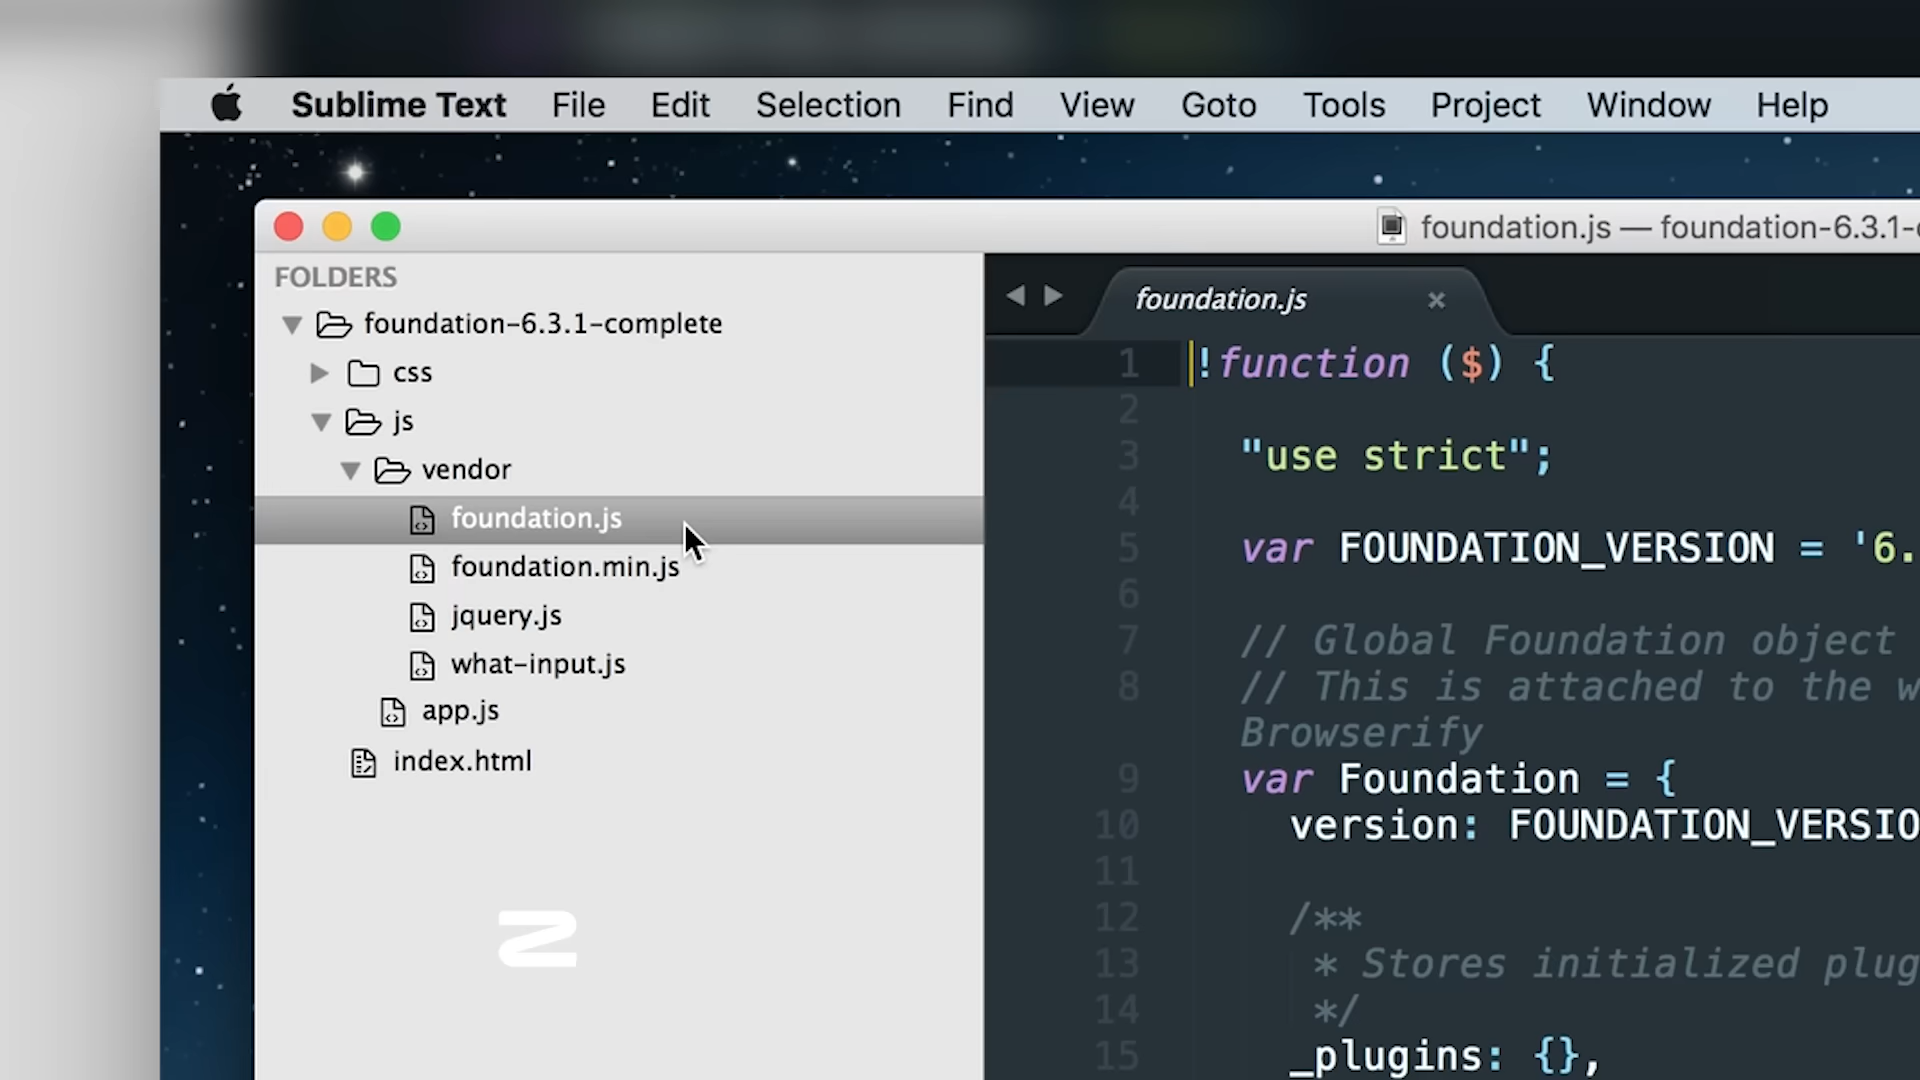 Sublime Text File Edit Selection Find View Goto Tools Project Window Help
foundation.js — foundation-6.3.1-
FOLDERS
foundation-6.3.1-complete
css
js
vendor
foundation.js
foundation.min.js
jquery.js
what-input.js
app.js
index.html
foundation.js
1 !function ($) {
2
3 "use strict";
4
5 var FOUNDATION_VERSION = '6.
6
7 // Global Foundation object
8 // This is attached to the w
Browserify
9 var Foundation = {
10 version: FOUNDATION_VERSIO
11
12 /**
13 * Stores initialized plug
14 */
15 _plugins: {},